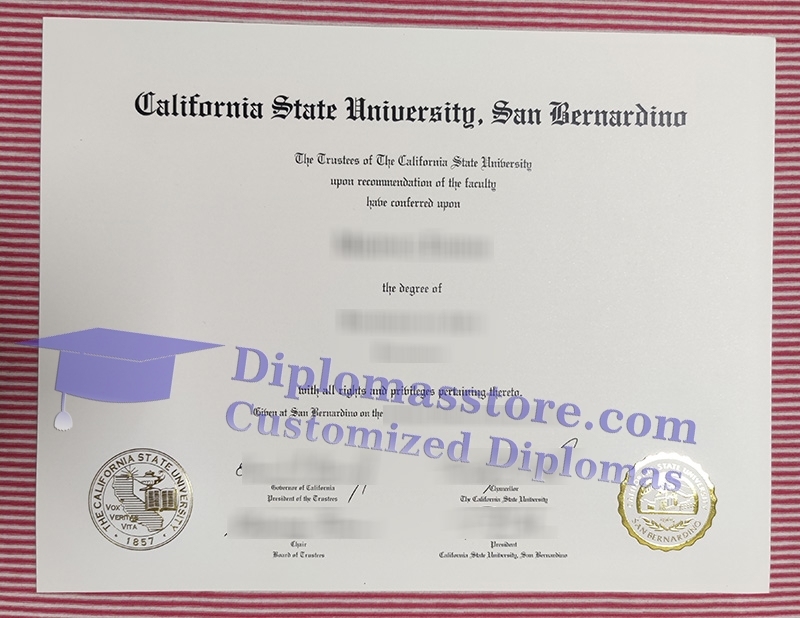 California State University, San Bernardino
The Trustees of The California State University
upon recommendation of the faculty
have conferred upon
the degree of
Diplomasstore.com
with all rights and privileges pertaining thereto.
Given at San Bernardino on the
Customized Diplomas
Governor of California
President of the Trustees
Chancellor
The California State University
Chair
Board of Trustees
President
California State University, San Bernardino
THE CALIFORNIA STATE UNIVERSITY
VOX
VERITAS
VITA
1857
STATE UNIVERSITY
SAN BERNARDINO